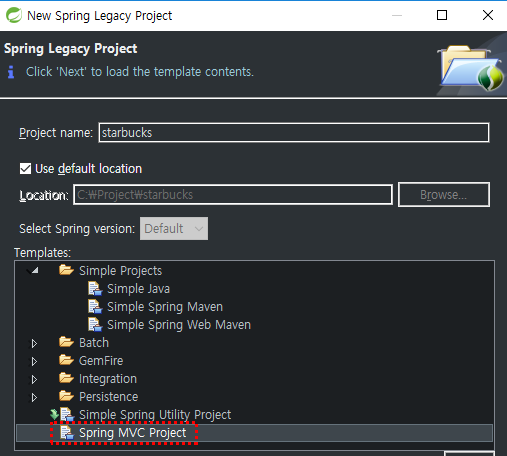 New Spring Legacy Project
Spring Legacy Project
Click 'Next' to load the template contents.
Project name: starbucks
Use default location
Location: C:₩Project₩starbucks Browse...
Select Spring version: Default
Templates:
Simple Projects
Simple Java
Simple Spring Maven
Simple Spring Web Maven
Batch
GemFire
Integration
Persistence
Simple Spring Utility Project
Spring MVC Project